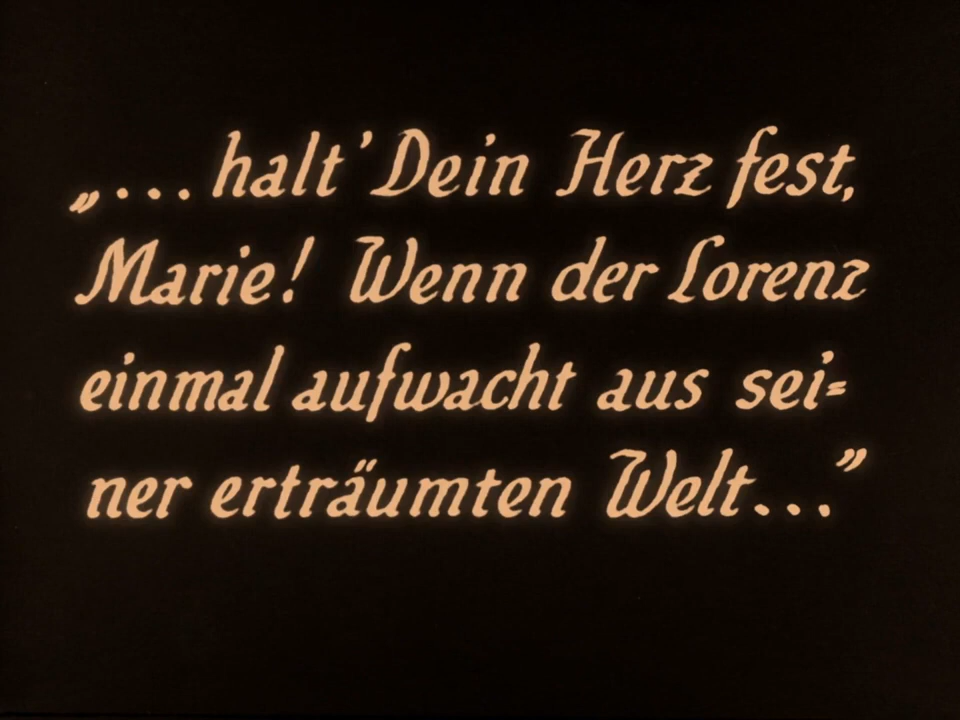 „... halt' Dein Herz fest,
Marie! Wenn der Lorenz
einmal aufwacht aus sei=
ner erträumten Welt..."